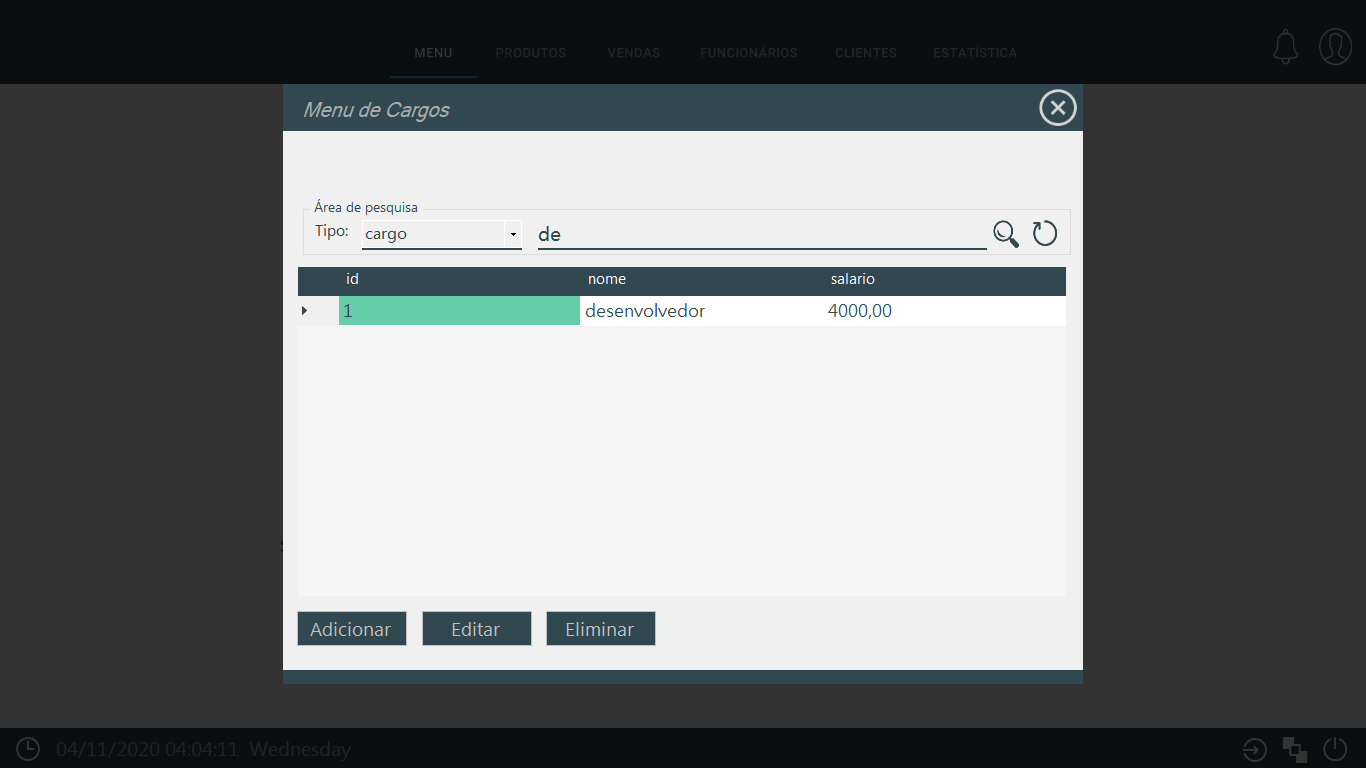 MENU PRODUTOS VENDAS FUNCIONÁRIOS CLIENTES ESTATÍSTICA
Menu de Cargos
Área de pesquisa
Tipo: cargo de
id nome salario
1 desenvolvedor 4000,00
Adicionar Editar Eliminar
04/11/2020 04:04:11 Wednesday